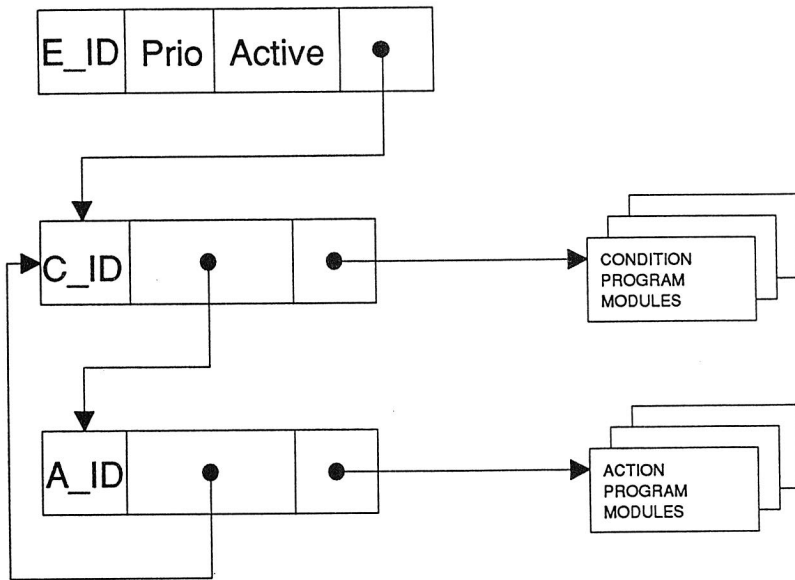 E_ID Prio Active
C_ID
CONDITION
PROGRAM
MODULES
A_ID
ACTION
PROGRAM
MODULES